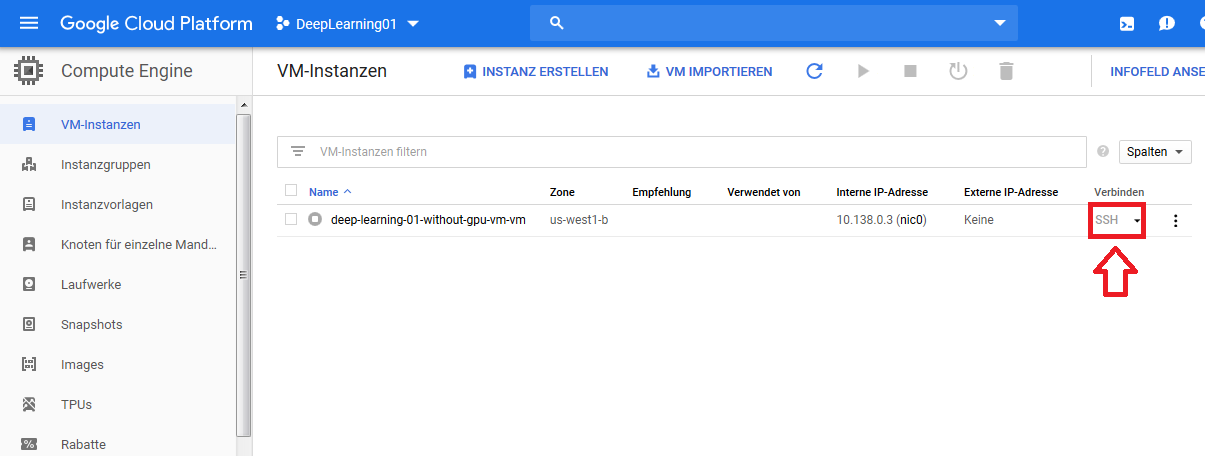 Google Cloud Platform DeepLearning01
Compute Engine VM-Instanzen INSTANZ ERSTELLEN VM IMPORTIEREN INFOFELD ANSE
VM-Instanzen
Instanzgruppen
Instanzvorlagen
Knoten für einzelne Mand...
Laufwerke
Snapshots
Images
TPUs
Rabatte
VM-Instanzen filtern Spalten
Name Zone Empfehlung Verwendet von Interne IP-Adresse Externe IP-Adresse Verbinden
deep-learning-01-without-gpu-vm-vm us-west1-b 10.138.0.3 (nic0) Keine SSH